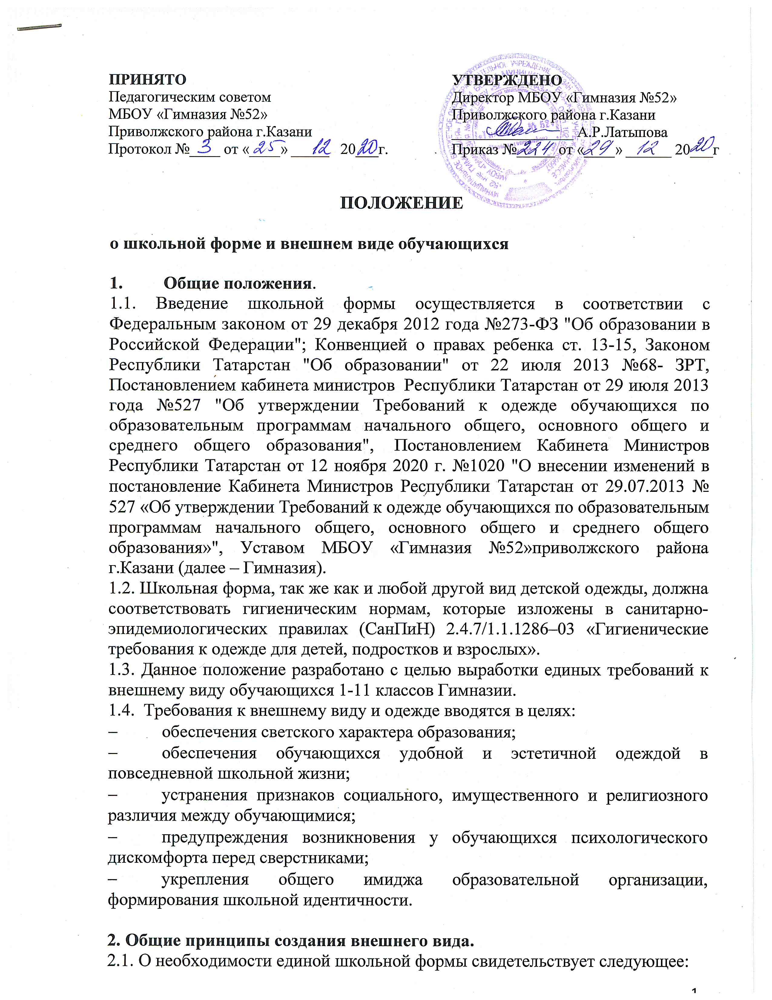 ПРИНЯТО
Педагогическим советом
МБОУ «Гимназия №52»
Приволжского района г.Казани
Протокол № 3 от « 25 » 12 2020г.
УТВЕРЖДЕНО
Директор МБОУ «Гимназия №52»
Приволжского района г.Казани
А.Р.Латыпова
Приказ № 224 от « 29 » 12 2020г
ПОЛОЖЕНИЕ
о школьной форме и внешнем виде обучающихся
1. Общие положения.
1.1. Введение школьной формы осуществляется в соответствии с
Федеральным законом от 29 декабря 2012 года №273-ФЗ "Об образовании в
Российской Федерации"; Конвенцией о правах ребенка ст. 13-15, Законом
Республики Татарстан "Об образовании" от 22 июля 2013 №68- ЗРТ,
Постановлением кабинета министров Республики Татарстан от 29 июля 2013
года №527 "Об утверждении Требований к одежде обучающихся по
образовательным программам начального общего, основного общего и
среднего общего образования", Постановлением Кабинета Министров
Республики Татарстан от 12 ноября 2020 г. №1020 "О внесении изменений в
постановление Кабинета Министров Республики Татарстан от 29.07.2013 №
527 «Об утверждении Требований к одежде обучающихся по образовательным
программам начального общего, основного общего и среднего общего
образования»", Уставом МБОУ «Гимназия №52»приволжского района
г.Казани (далее – Гимназия).
1.2. Школьная форма, так же как и любой другой вид детской одежды, должна
соответствовать гигиеническим нормам, которые изложены в санитарно-
эпидемиологических правилах (СанПиН) 2.4.7/1.1.1286–03 «Гигиенические
требования к одежде для детей, подростков и взрослых».
1.3. Данное положение разработано с целью выработки единых требований к
внешнему виду обучающихся 1-11 классов Гимназии.
1.4. Требования к внешнему виду и одежде вводятся в целях:
– обеспечения светского характера образования;
– обеспечения обучающихся удобной и эстетичной одеждой в
повседневной школьной жизни;
– устранения признаков социального, имущественного и религиозного
различия между обучающимися;
– предупреждения возникновения у обучающихся психологического
дискомфорта перед сверстниками;
– укрепления общего имиджа образовательной организации,
формирования школьной идентичности.
2. Общие принципы создания внешнего вида.
2.1. О необходимости единой школьной формы свидетельствует следующее:
1